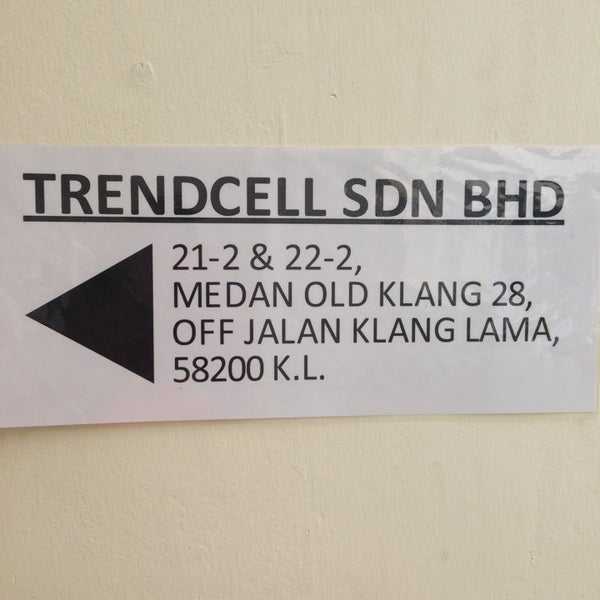 TRENDCELL SDN BHD
21-2 & 22-2,
MEDAN OLD KLANG 28,
OFF JALAN KLANG LAMA,
58200 K.L.